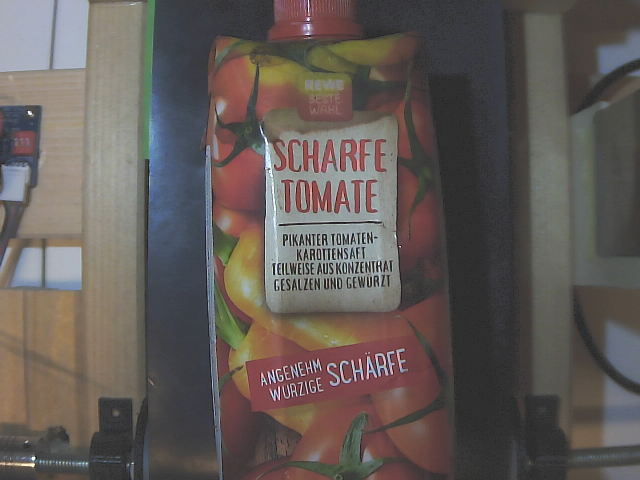 REWE
BESTE
WAHL
SCHARFE
TOMATE
PIKANTER TOMATEN-
KAROTTENSAFT
TEILWEISE AUS KONZENTRAT
GESALZEN UND GEWÜRZT
ANGENEHM
WÜRZIGE SCHÄRFE